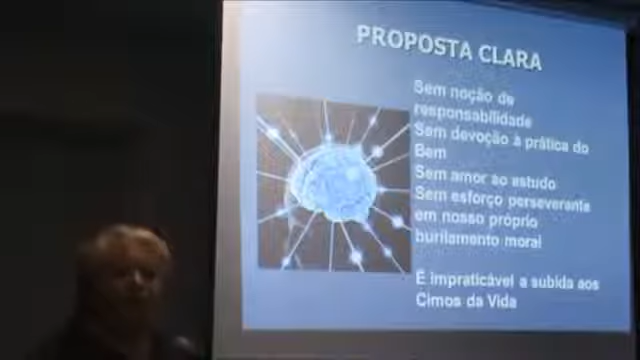 PROPOSTA CLARA
Sem noção de
responsabilidade
Sem devoção à prática do
Bem
Sem amor ao estudo
Sem esforço perseverante
em nosso próprio
burilamento moral
É impraticável a subida aos
Cimos da Vida